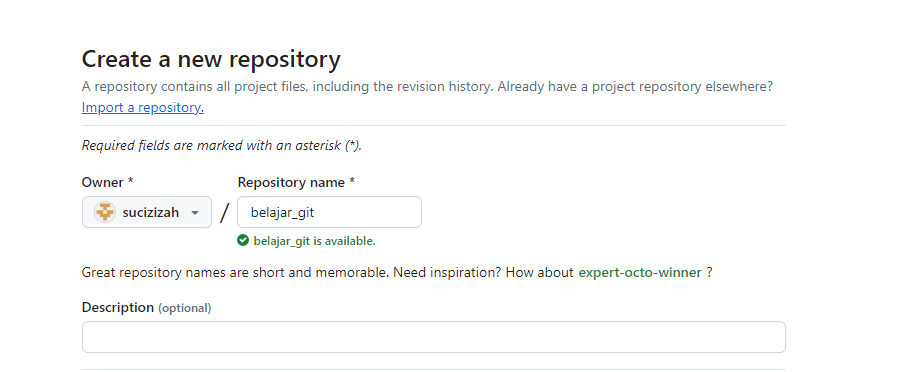 Create a new repository
A repository contains all project files, including the revision history. Already have a project repository elsewhere?
Import a repository.
Required fields are marked with an asterisk (*).
Owner *
Repository name *
sucizizah
/
belajar_git
belajar_git is available.
Great repository names are short and memorable. Need inspiration? How about expert-octo-winner ?
Description (optional)